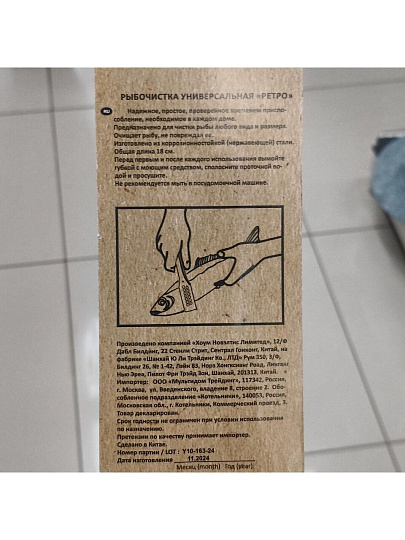 РЫБОЧИСТКА УНИВЕРСАЛЬНАЯ «РЕТРО»
RU Надежное, простое, проверенное временем приспо-
собление, необходимое в каждом доме.
Предназначено для чистки рыбы любого вида и размера.
Очищает рыбу, не повреждая ее.
Изготовлено из коррозионностойкой (нержавеющей) стали.
Общая длина 18 см.
Перед первым и после каждого использования вымойте
губкой с моющим средством, сполосните проточной во-
дой и просушите.
Не рекомендуется мыть в посудомоечной машине.
Произведено компанией «Хоум Новэлтис Лимитед», 12/Ф
Дабл Билдинг, 22 Стенли Стрит, Сентрал Гонконг, Китай, на
фабрике «Шанхай Ю Ли Трэйдинг Ко., ЛТД» Рум 350, 3/Ф,
Билдинг 26, № 1-42, Лэйн 83, Норз Хонгксианг Роад, Линганг
Нью Эреа, Пилот Фри Трэйд Зон, Шанхай, 201313, Китай.
Импортер: ООО «Мультидом Трейдинг», 117342, Россия,
г. Москва, ул. Введенского, владение 8, строение 2. Обо-
собленное подразделение «Котельники», 140053, Россия,
Московская обл., г. Котельники, Коммерческий проезд, 3.
Товар декларирован.
Срок годности не ограничен при условии использования
по назначению.
Претензии по качеству принимает импортер.
Сделано в Китае.
Номер партии / LOT : Y10-163-24
Дата изготовления 11.2024
Месяц (month) Год (year)